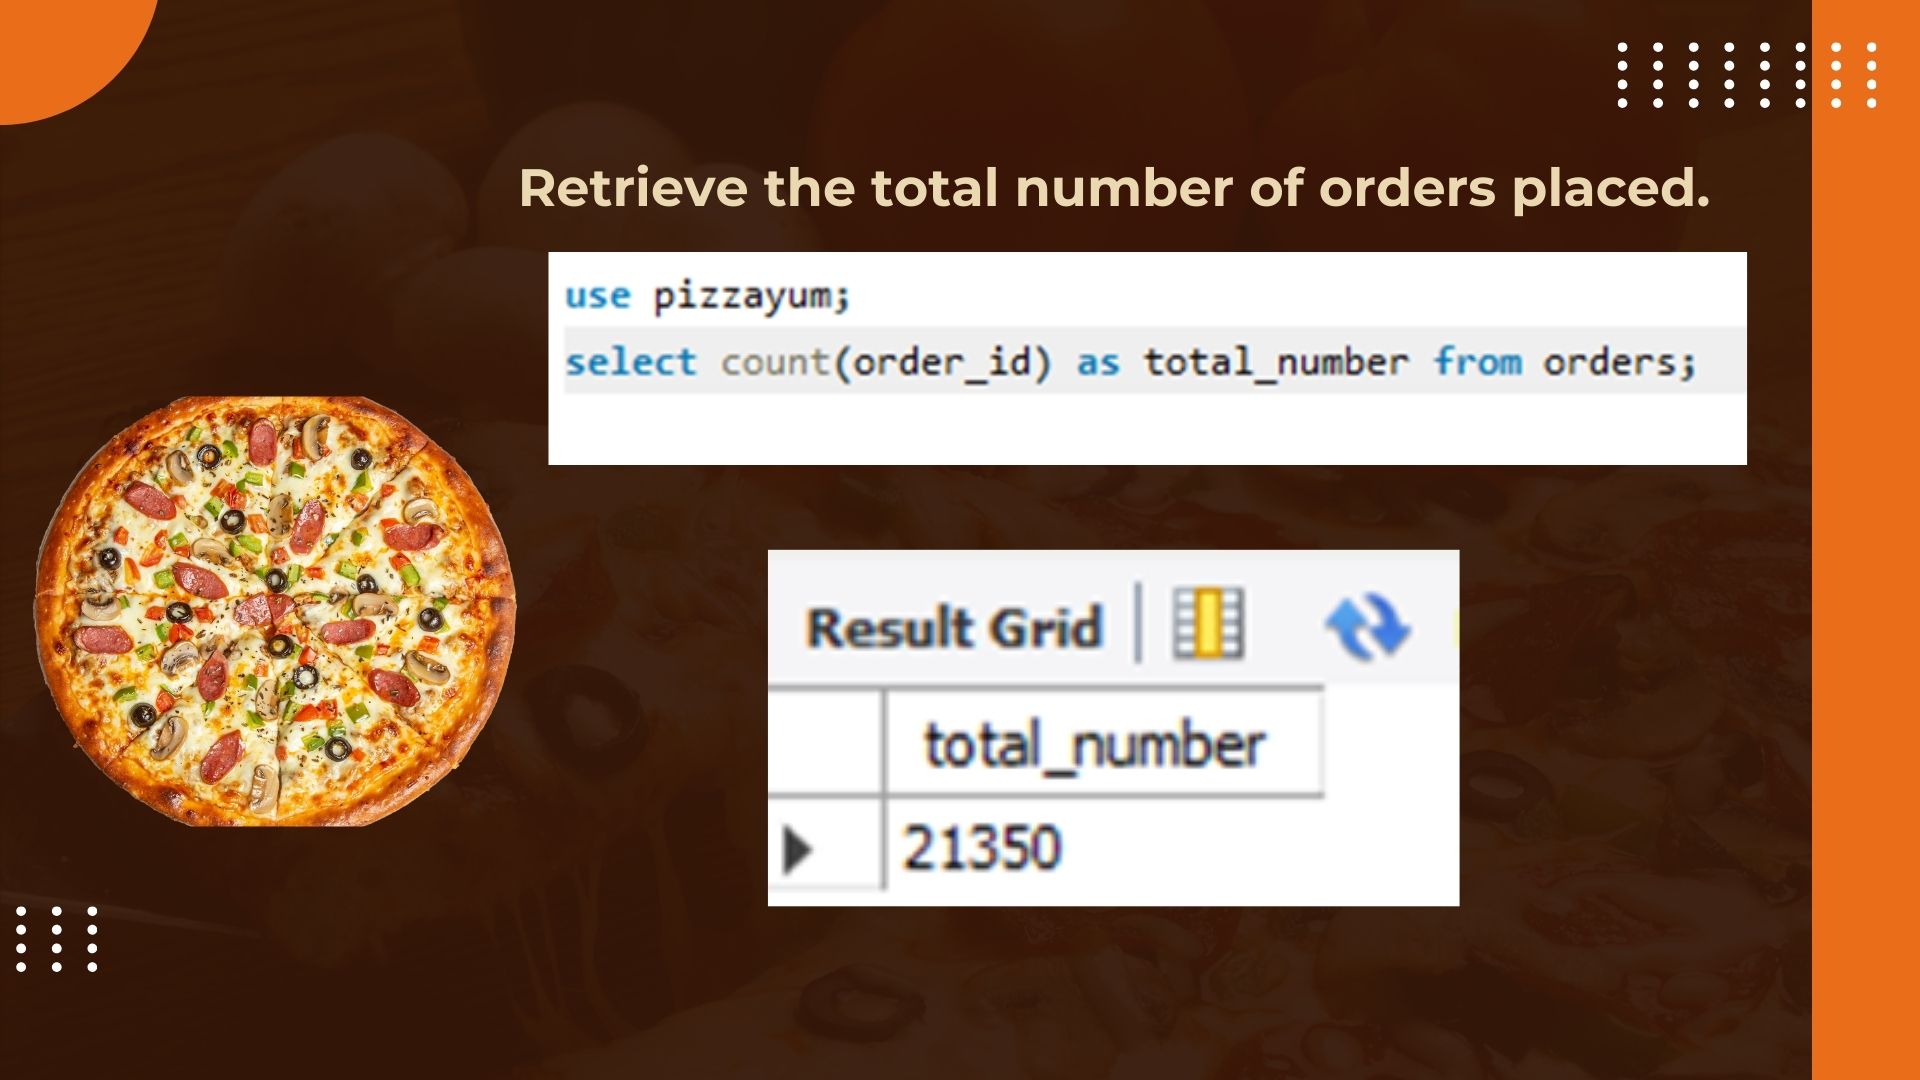 Retrieve the total number of orders placed.
use pizzayum;
select count(order_id) as total_number from orders;
Result Grid
total_number
21350